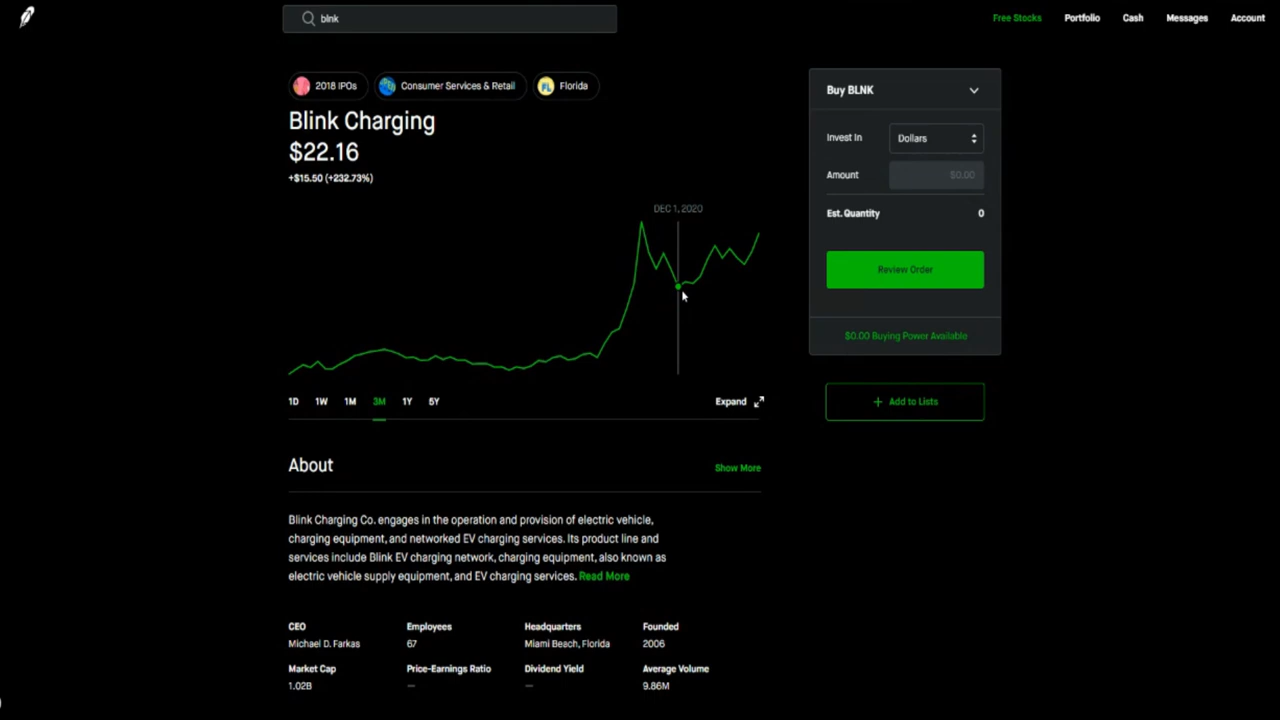 blnk
Free Stocks Portfolio Cash Messages Account
2018 IPOs Consumer Services & Retail FL Florida
Blink Charging
$22.16
+$15.50 (+232.73%)
DEC 1, 2020
1D 1W 1M 3M 1Y 5Y
Expand
Buy BLNK
Invest In Dollars
Amount $0.00
Est. Quantity 0
Review Order
$0.00 Buying Power Available
+ Add to Lists
About
Show More
Blink Charging Co. engages in the operation and provision of electric vehicle,
charging equipment, and networked EV charging services. Its product line and
services include Blink EV charging network, charging equipment, also known as
electric vehicle supply equipment, and EV charging services. Read More
CEO Employees Headquarters Founded
Michael D. Farkas 67 Miami Beach, Florida 2006
Market Cap Price-Earnings Ratio Dividend Yield Average Volume
1.02B — — 9.86M